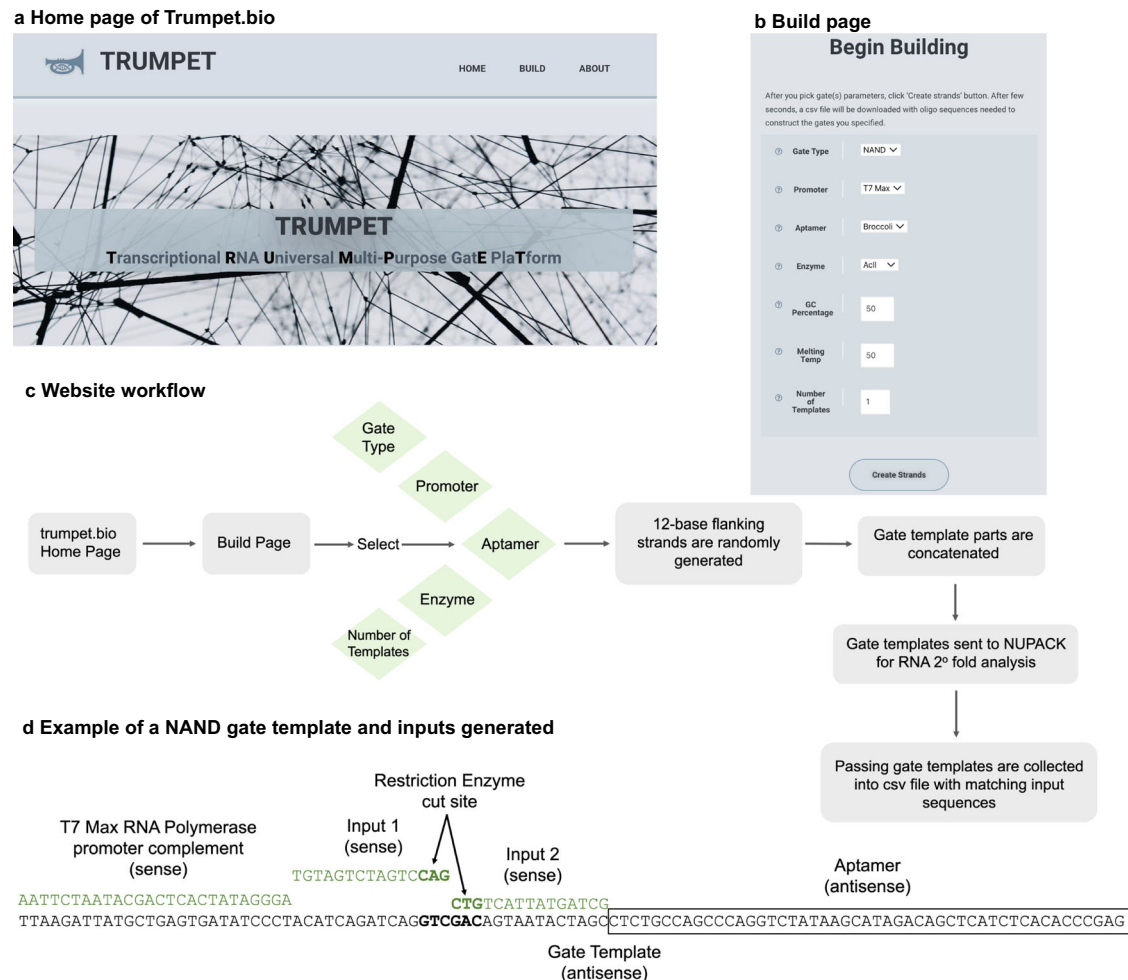 a Home page of Trumpet.bio
TRUMPET
HOME BUILD ABOUT
TRUMPET
Transcriptional RNA Universal Multi-Purpose GatE PlaTform
b Build page
Begin Building
After you pick gate(s) parameters, click 'Create strands' button. After few
seconds, a csv file will be downloaded with oligo sequences needed to
construct the gates you specified.
Gate Type NAND
Promoter T7 Max
Aptamer Broccoli
Enzyme AclI
GC
Percentage
50
Melting
Temp
50
Number
of
Templates
1
Create Strands
c Website workflow
trumpet.bio
Home Page
Build Page
Select
Gate
Type
Promoter
Aptamer
Enzyme
Number of
Templates
12-base flanking
strands are randomly
generated
Gate template parts are
concatenated
Gate templates sent to NUPACK
for RNA 2º fold analysis
Passing gate templates are collected
into csv file with matching input
sequences
d Example of a NAND gate template and inputs generated
Restriction Enzyme
cut site
T7 Max RNA Polymerase
promoter complement
(sense)
Input 1
(sense)
Input 2
(sense)
Aptamer
(antisense)
TGTAGTCTAGTCCAG
AATTCTAATACGACTCACTATAGGGA
CTGTCATTATGATCG
TTAAGATTATGCTGAGTGATATCCCTACATCAGATCAGGTCGACAGTAATACTAGCCTCTGCCAGCCCAGGTCTATAAGCATAGACAGCTCATCTCACACCCGAG
Gate Template
(antisense)